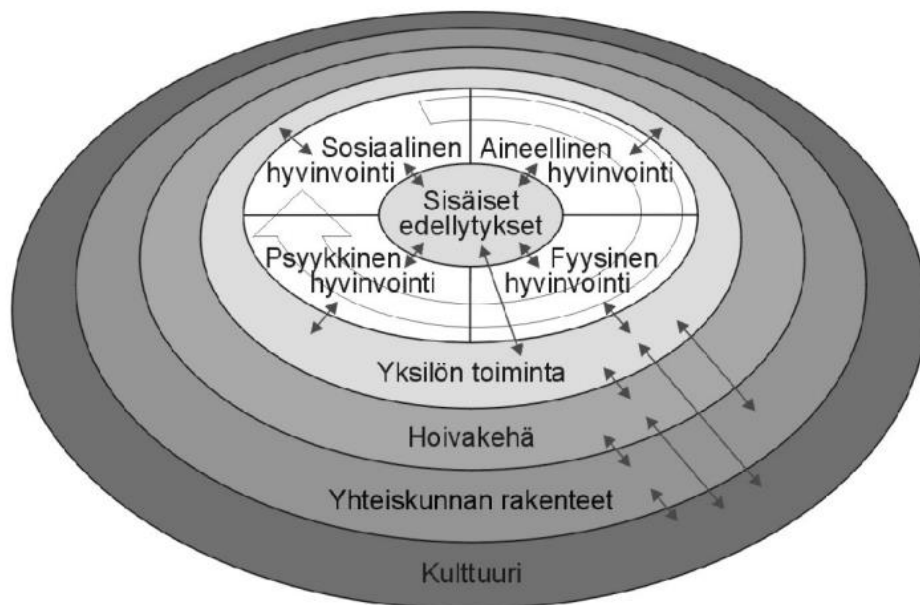 Sosiaalinen
hyvinvointi
Aineellinen
hyvinvointi
Sisäiset
edellytykset
Psyykkinen
hyvinvointi
Fyysinen
hyvinvointi
Yksilön toiminta
Hoivakehä
Yhteiskunnan rakenteet
Kulttuuri